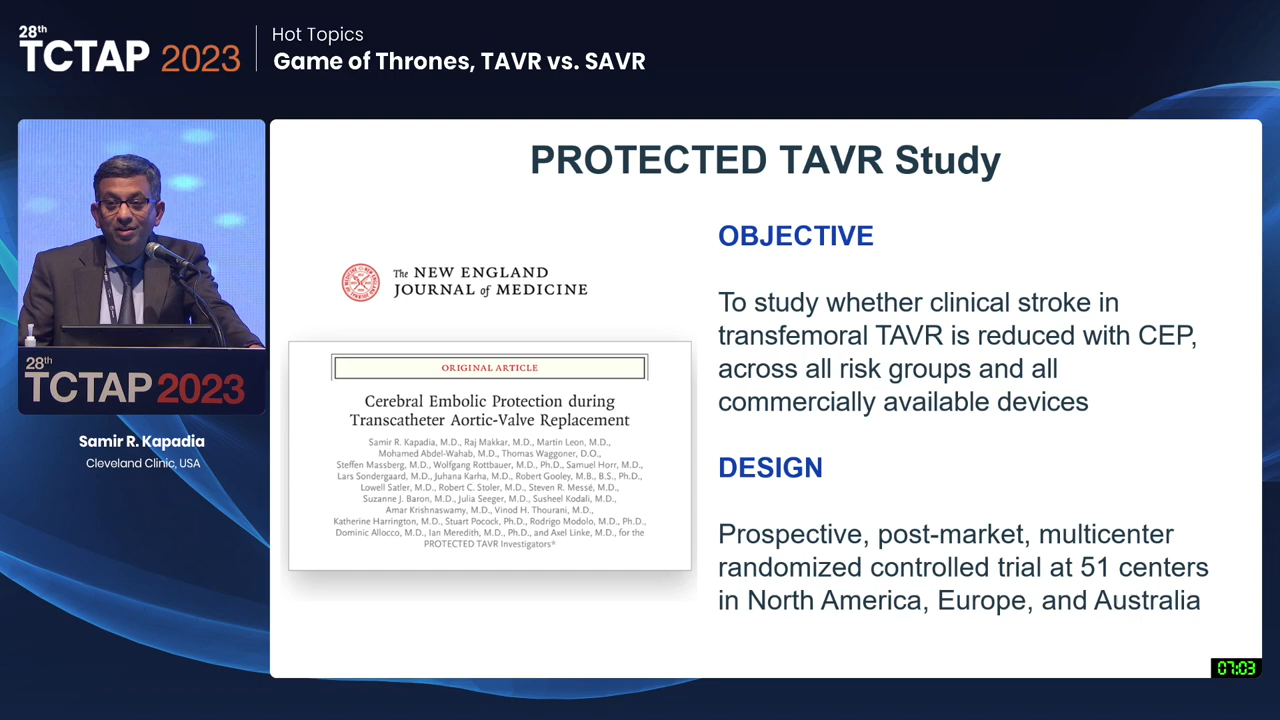 28th
TCTAP 2023
Hot Topics
Game of Thrones, TAVR vs. SAVR
28th
TCTAP 2023
Samir R. Kapadia
Cleveland Clinic, USA
PROTECTED TAVR Study
The NEW ENGLAND
JOURNAL of MEDICINE
ORIGINAL ARTICLE
Cerebral Embolic Protection during
Transcatheter Aortic-Valve Replacement
Samir R. Kapadia, M.D., Raj Makkar, M.D., Martin Leon, M.D.,
Mohamed Abdel-Wahab, M.D., Thomas Waggoner, D.O.,
Steffen Massberg, M.D., Wolfgang Rottbauer, M.D., Ph.D., Samuel Horr, M.D.,
Lars Sondergaard, M.D., Juhana Karha, M.D., Robert Gooley, M.B., B.S., Ph.D.,
Lowell Satler, M.D., Robert C. Stoler, M.D., Steven R. Messé, M.D.,
Suzanne J. Baron, M.D., Julia Seeger, M.D., Susheel Kodali, M.D.,
Amar Krishnaswamy, M.D., Vinod H. Thourani, M.D.,
Katherine Harrington, M.D., Stuart Pocock, Ph.D., Rodrigo Modolo, M.D., Ph.D.,
Dominic Allocco, M.D., Ian Meredith, M.D., Ph.D., and Axel Linke, M.D., for the
PROTECTED TAVR Investigators*
OBJECTIVE
To study whether clinical stroke in
transfemoral TAVR is reduced with CEP,
across all risk groups and all
commercially available devices
DESIGN
Prospective, post-market, multicenter
randomized controlled trial at 51 centers
in North America, Europe, and Australia
07:03